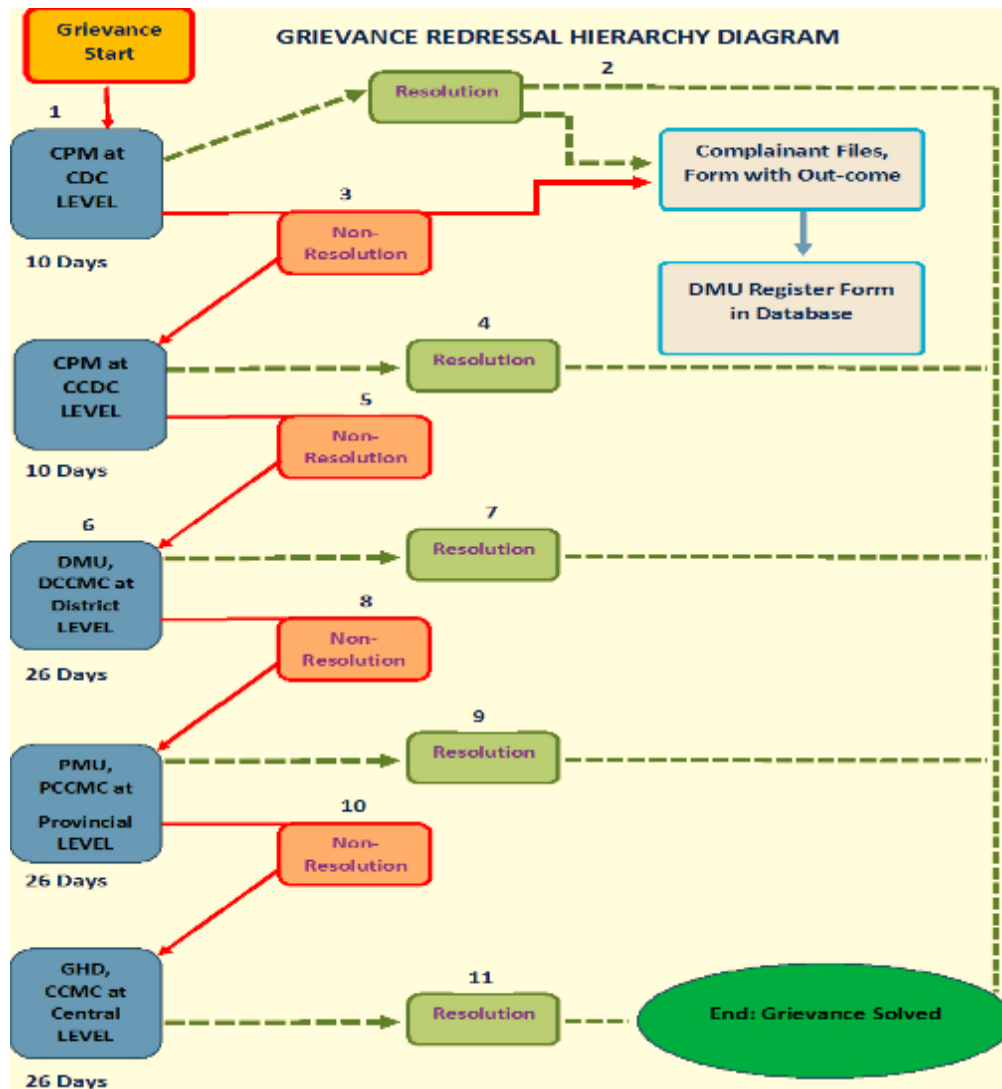 Grievance
Start
GRIEVANCE REDRESSAL HIERARCHY DIAGRAM
2
Resolution
1
CPM at
CDC
LEVEL
Complainant Files,
Form with Out-come
3
Non-
Resolution
10 Days
DMU Register Form
in Database
4
CPM at
CCDC
LEVEL
Resolution
5
Non-
Resolution
10 Days
6
7
DMU,
DCCMC at
District
LEVEL
Resolution
8
Non-
Resolution
26 Days
9
PMU,
PCCMC at
Provincial
LEVEL
Resolution
10
Non-
Resolution
26 Days
GHD,
CCMC at
Central
LEVEL
11
Resolution
End: Grievance Solved
26 Days